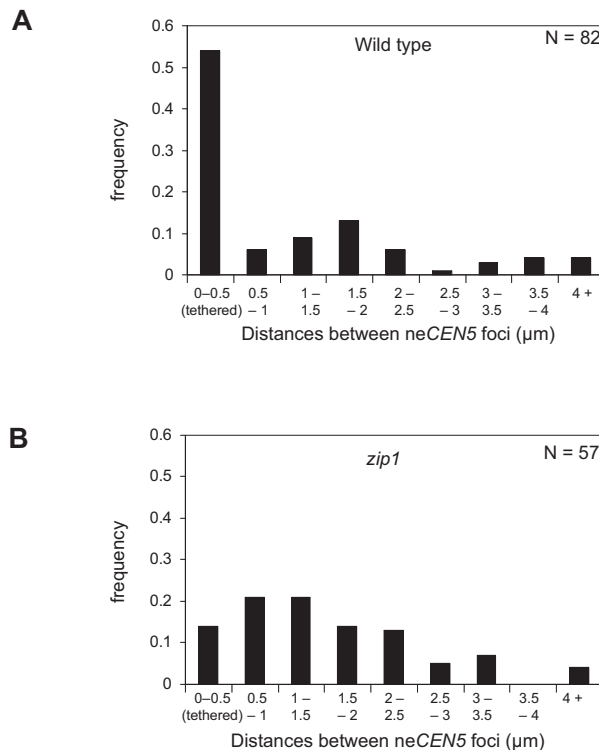 A
Wild type
N = 82
frequency
0.6
0.5
0.4
0.3
0.2
0.1
0
0–0.5 0.5 1 – 1.5 2 – 2.5 3 – 3.5 4 +
(tethered) – 1 1.5 – 2 2.5 – 3 3.5 – 4
Distances between neCEN5 foci (µm)
B
zip1
N = 57
frequency
0.6
0.5
0.4
0.3
0.2
0.1
0
0–0.5 0.5 1 – 1.5 2 – 2.5 3 – 3.5 4 +
(tethered) – 1 1.5 – 2 2.5 – 3 3.5 – 4
Distances between neCEN5 foci (µm)